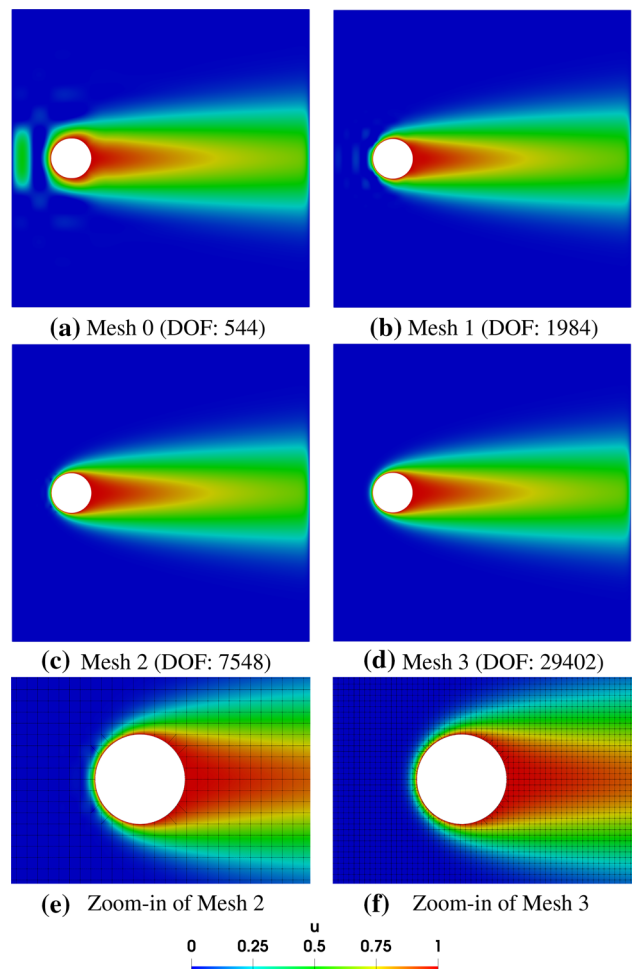 (a) Mesh 0 (DOF: 544)
(b) Mesh 1 (DOF: 1984)
(c) Mesh 2 (DOF: 7548)
(d) Mesh 3 (DOF: 29402)
(e) Zoom-in of Mesh 2
(f) Zoom-in of Mesh 3
u
0 0.25 0.5 0.75 1